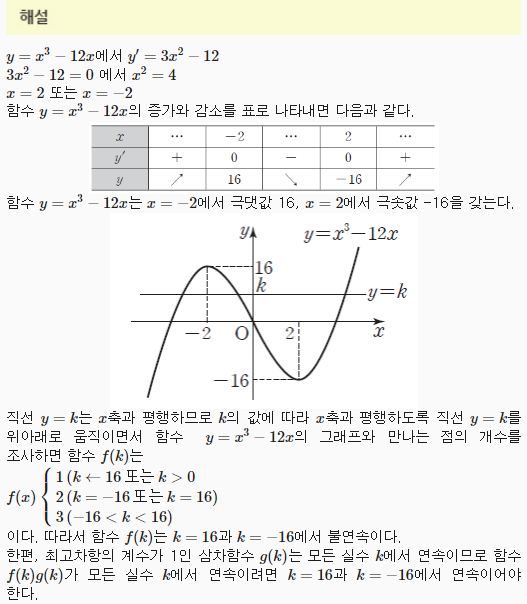 해설
y = x³ − 12x에서 y′ = 3x² − 12
3x² − 12 = 0 에서 x² = 4
x = 2 또는 x = −2
함수 y = x³ − 12x의 증가와 감소를 표로 나타내면 다음과 같다.
x ⋯ −2 ⋯ 2 ⋯
y′ + 0 − 0 +
y ↗ 16 ↘ −16 ↗
함수 y = x³ − 12x는 x = −2에서 극댓값 16, x = 2에서 극솟값 -16을 갖는다.
y y=x³−12x
16
k y=k
−2 O 2 x
−16
직선 y = k는 x축과 평행하므로 k의 값에 따라 x축과 평행하도록 직선 y = k를
위아래로 움직이면서 함수 y = x³ − 12x의 그래프와 만나는 점의 개수를
조사하면 함수 f(k)는
f(x) { 1 (k ← 16 또는 k > 0
2 (k = −16 또는 k = 16)
3 (−16 < k < 16)
이다. 따라서 함수 f(k)는 k = 16과 k = −16에서 불연속이다.
한편, 최고차항의 계수가 1인 삼차함수 g(k)는 모든 실수 k에서 연속이므로 함수
f(k)g(k)가 모든 실수 k에서 연속이려면 k = 16과 k = −16에서 연속이어야
한다.